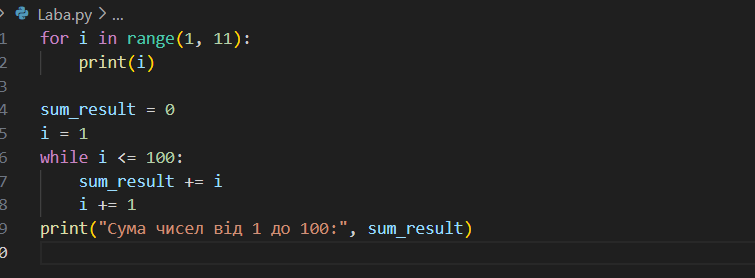 Laba.py > ...
1 for i in range(1, 11):
2     print(i)
3
4 sum_result = 0
5 i = 1
6 while i <= 100:
7     sum_result += i
8     i += 1
9 print("Сума чисел від 1 до 100:", sum_result)
0